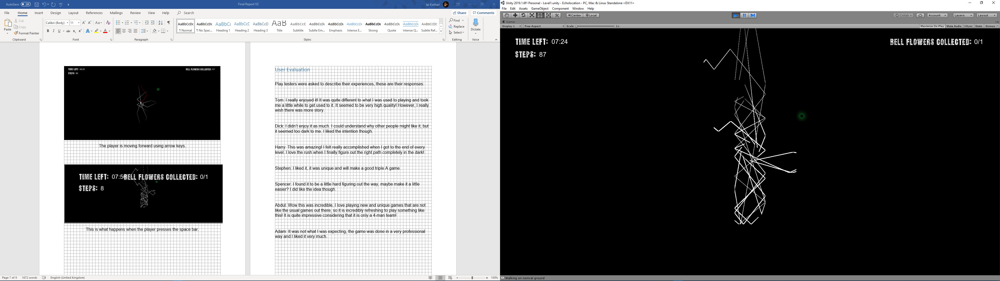 AutoSave Off
Final Report V2
Jai Kothari
File Home Insert Design Layout References Mailings Review View Help Search
Share Comments
Paste
Cut
Copy
Format Painter
Clipboard
Calibri (Body) 11
Font
Paragraph
AaBbCcDc AaBbCcDc AaBbCc AaBbCcD AaBbCcD AaB AaBbCcD AaBbCcDc AaBbCcDc AaBbCcDc AaBbCcDc AaBbCcDc AaBbCcDc AABBCCDC
¶ Normal ¶ No Spac... Heading 1 Heading 2 Heading 3 Title Subtitle Subtle Em... Emphasis Intense E... Strong Quote Intense Q... Subtle Ref...
Styles
Find
Replace
Select
Editing
Dictate
Voice
TIME LEFT: 08:20
STEPS: 85
BELL FLOWERS COLLECTED: 0/1
The player is moving forward using arrow keys.
TIME LEFT: 07:5
BELL FLOWERS COLLECTED: 0/1
STEPS: 8
This is what happens when the player presses the space bar.
User Evaluation
Play testers were asked to describe their experiences, these are their responses:
Tom: I really enjoyed it! It was quite different to what I was used to playing and took
me a little while to get used to it. It seemed to be very high quality! However, I really
wish there was more story.
Dick: I didn't enjoy it as much. I could understand why other people might like it, but
it seemed too dark to me. I liked the intention though.
Harry: This was amazing! I felt really accomplished when I got to the end of every
level. I love the rush when I finally figure out the right path completely in the dark!
Stephen: I liked it, it was unique and will make a good triple A game.
Spencer: I found it to be a little hard figuring out the way, maybe make it a little
easier? I did like the idea though.
Abdul: Wow this was incredible, I love playing new and unique games that are not
like the usual games out there, so it is incredibly refreshing to play something like
this! It is quite impressive considering that it is only a 4-man team!
Adam: It was not what I was expecting, the game was done in a very professional
way and I liked it very much.
Page 7 of 9 1672 words English (United Kingdom)
100%
Unity 2019.1.6f1 Personal - Level1.unity - Echolocation - PC, Mac & Linux Standalone <DX11>
File Edit Assets GameObject Component Window Help
Center Local
Collab Account Layers Layout
Game
Display 1 Free Aspect Scale 1x
Maximize On Play Mute Audio VSync Stats Gizmos
TIME LEFT: 07:24
STEPS: 87
BELL FLOWERS COLLECTED: 0/1
Walking on nomral ground